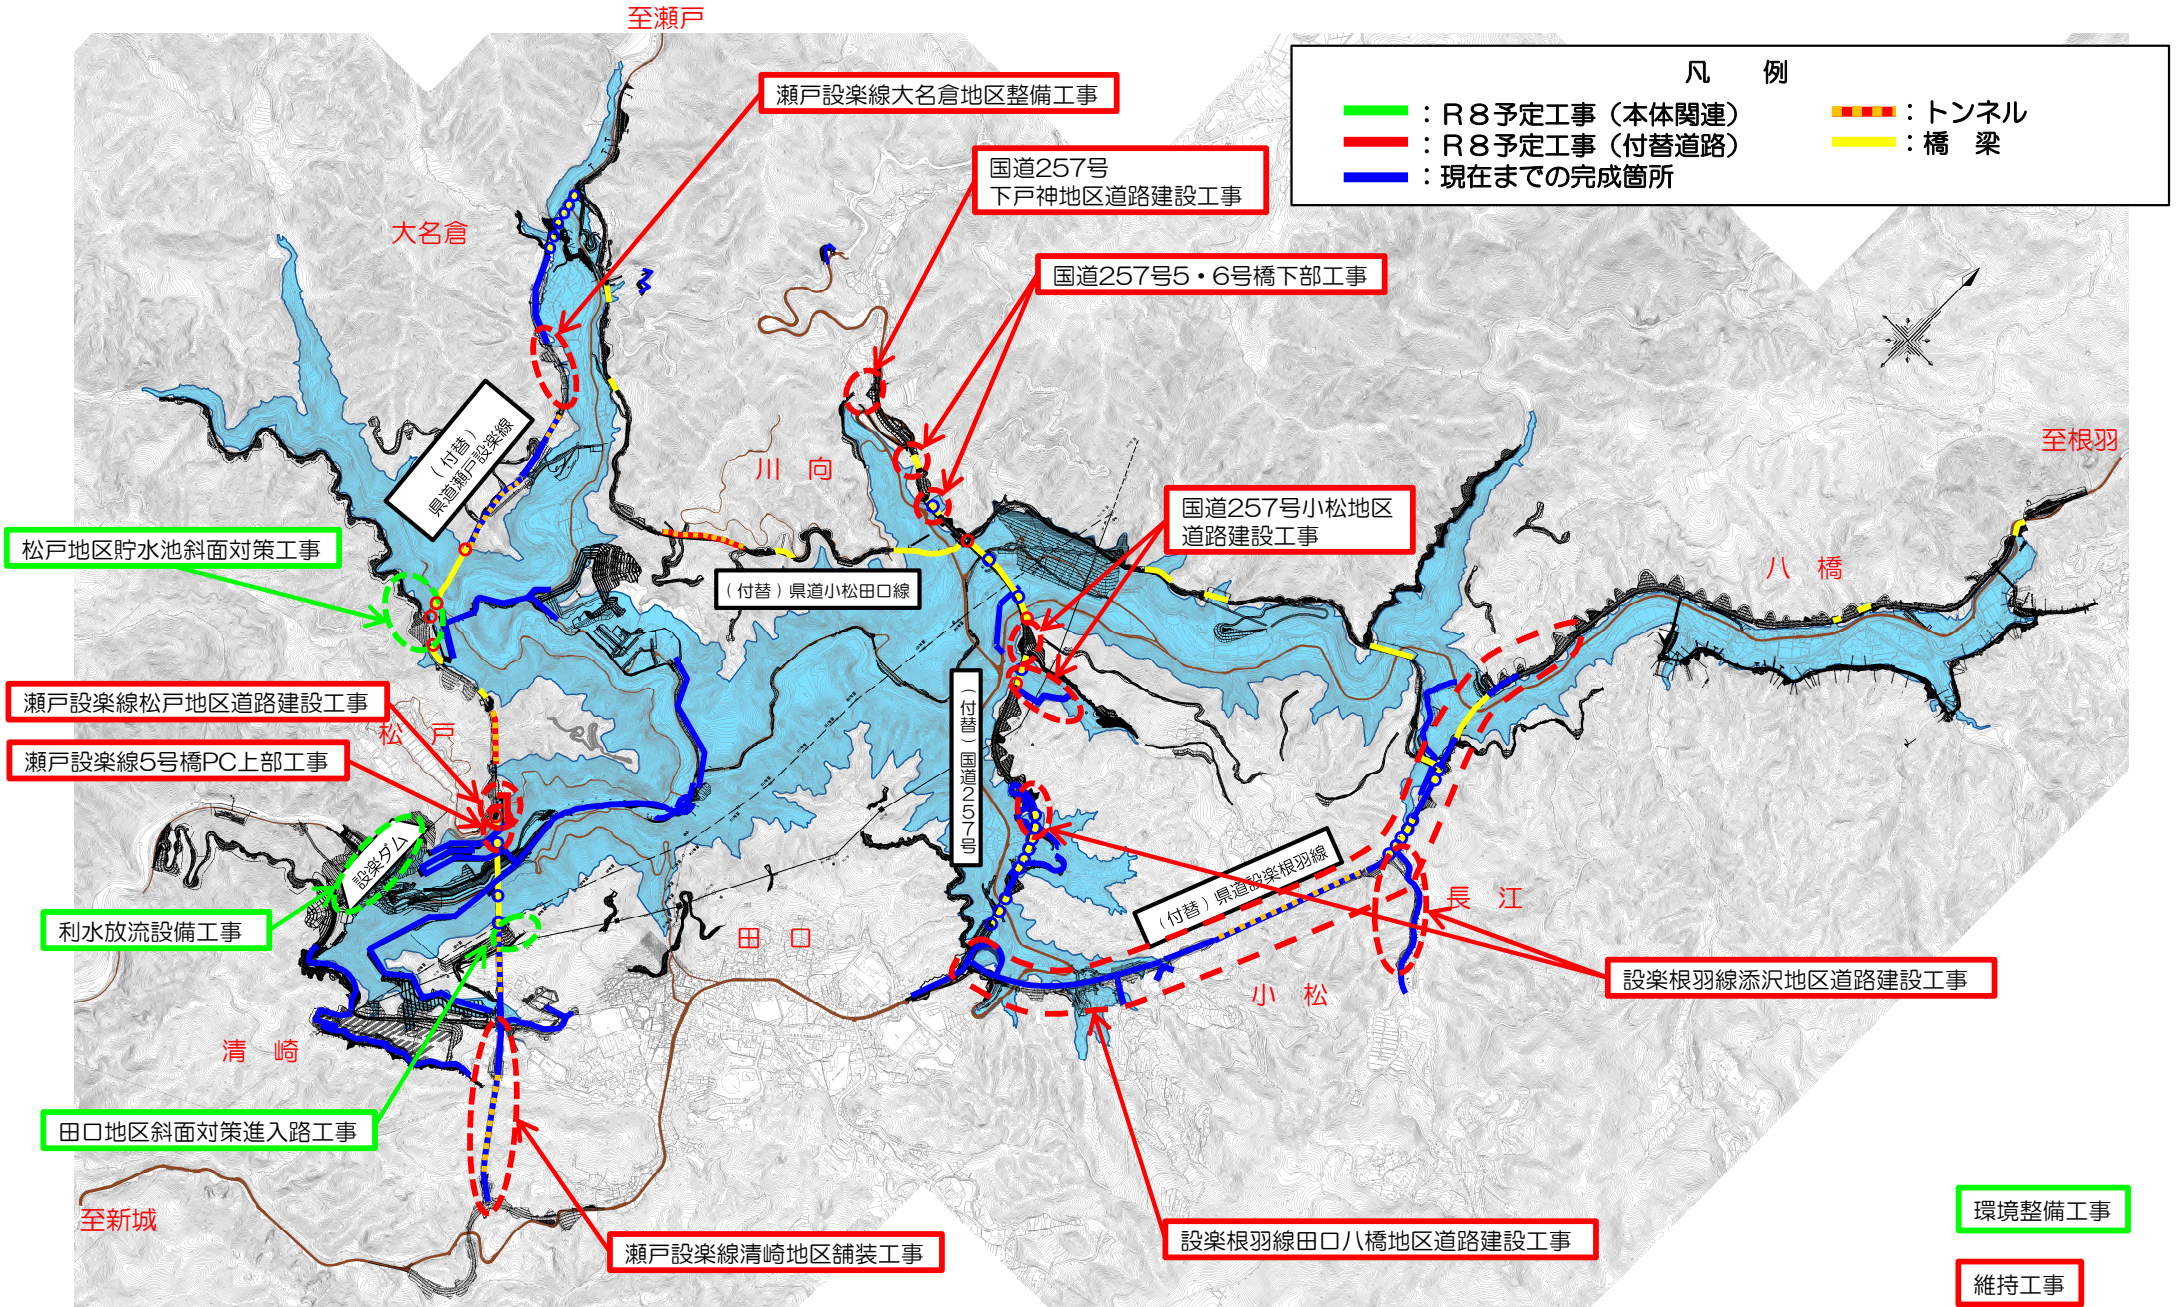 至瀬戸
凡　例
：Ｒ８予定工事（本体関連）
：トンネル
：Ｒ８予定工事（付替道路）
：橋　梁
：現在までの完成箇所
瀬戸設楽線大名倉地区整備工事
国道257号
下戸神地区道路建設工事
大名倉
国道257号5・6号橋下部工事
（付替）
県道瀬戸設楽線
川　向
至根羽
国道257号小松地区
道路建設工事
松戸地区貯水池斜面対策工事
（付替）県道小松田口線
八　橋
瀬戸設楽線松戸地区道路建設工事
松　戸
瀬戸設楽線5号橋PC上部工事
（付替）国道257号
設楽ダム
（付替）県道設楽根羽線
長　江
利水放流設備工事
田　口
設楽根羽線添沢地区道路建設工事
小　松
清　崎
田口地区斜面対策進入路工事
至新城
瀬戸設楽線清崎地区舗装工事
設楽根羽線田口八橋地区道路建設工事
環境整備工事
維持工事